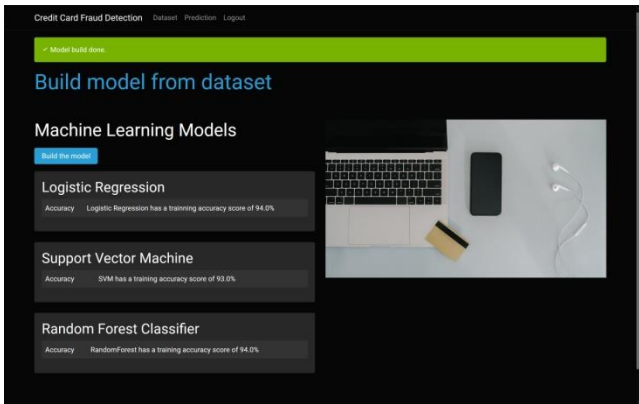 Credit Card Fraud Detection Dataset Prediction Logout
✓ Model build done.
Build model from dataset
Machine Learning Models
Build the model
Logistic Regression
Accuracy Logistic Regression has a trainning accuracy score of 94.0%
Support Vector Machine
Accuracy SVM has a training accuracy score of 93.0%
Random Forest Classifier
Accuracy RandomForest has a training accuracy score of 94.0%